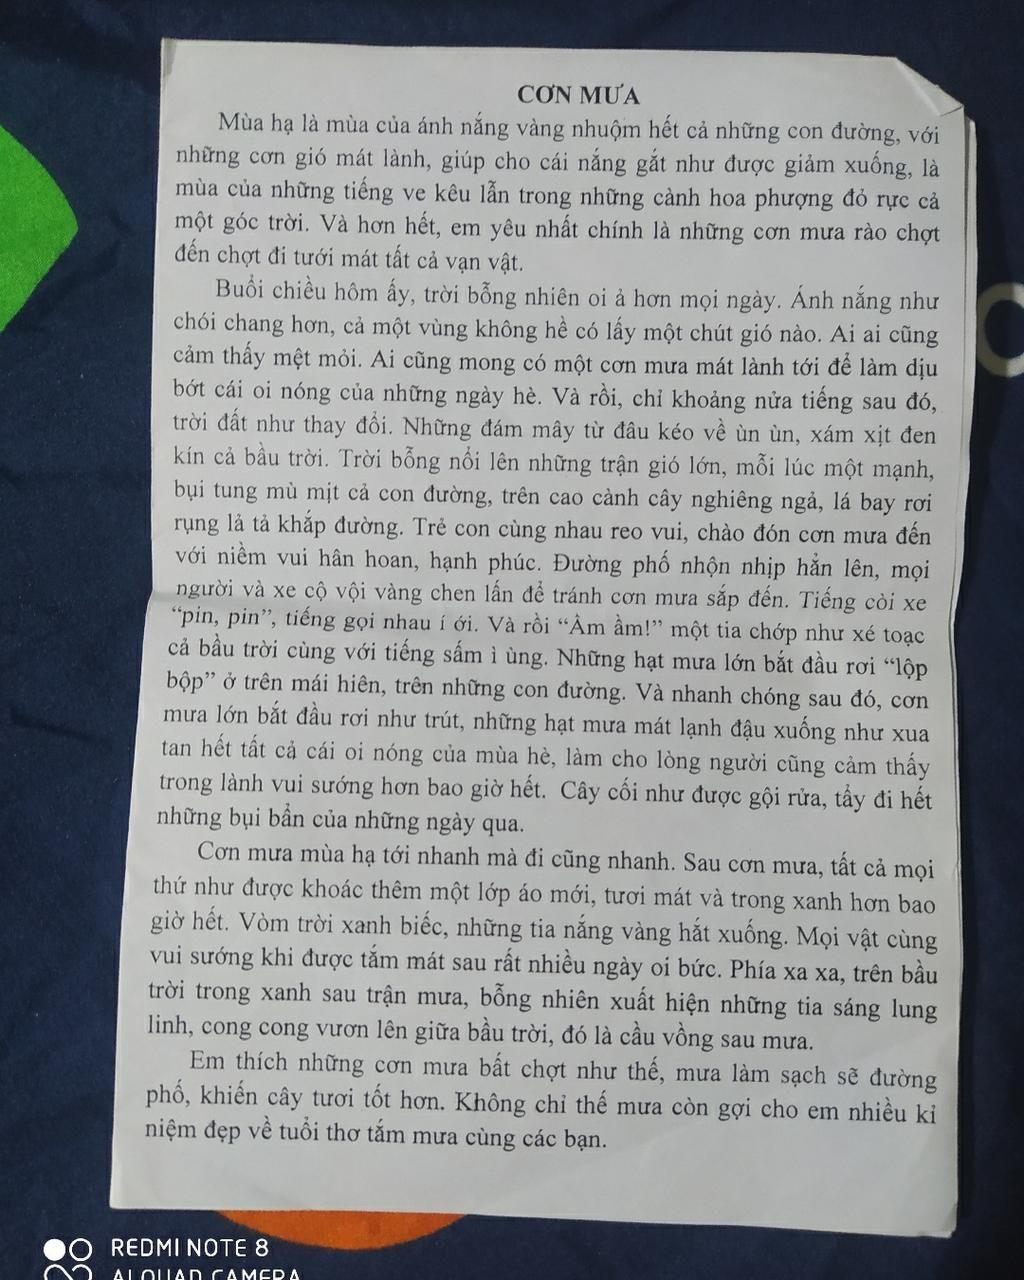 CƠN MƯA
Mùa hạ là mùa của ánh nắng vàng nhuộm hết cả những con đường, với
những cơn gió mát lành, giúp cho cái nắng gắt như được giảm xuống, là
mùa của những tiếng ve kêu lẫn trong những cành hoa phượng đỏ rực cả
một góc trời. Và hơn hết, em yêu nhất chính là những cơn mưa rào chợt
đến chợt đi tưới mát tất cả vạn vật.
Buổi chiều hôm ấy, trời bỗng nhiên oi ả hơn mọi ngày. Ánh nắng như
chói chang hơn, cả một vùng không hề có lấy một chút gió nào. Ai ai cũng
cảm thấy mệt mỏi. Ai cũng mong có một cơn mưa mát lành tới để làm dịu
bớt cái oi nóng của những ngày hè. Và rồi, chỉ khoảng nửa tiếng sau đó,
trời đất như thay đổi. Những đám mây từ đâu kéo về ùn ùn, xám xịt đen
kín cả bầu trời. Trời bỗng nổi lên những trận gió lớn, mỗi lúc một mạnh,
bụi tung mù mịt cả con đường, trên cao cành cây nghiêng ngả, lá bay rơi
rụng lả tả khắp đường. Trẻ con cùng nhau reo vui, chào đón cơn mưa đến
với niềm vui hân hoan, hạnh phúc. Đường phố nhộn nhịp hẳn lên, mọi
người và xe cộ vội vàng chen lấn để tránh cơn mưa sắp đến. Tiếng còi xe
“pin, pin”, tiếng gọi nhau í ới. Và rồi “Ầm ầm!” một tia chớp như xé toạc
cả bầu trời cùng với tiếng sấm ì ùng. Những hạt mưa lớn bắt đầu rơi “lộp
bộp” ở trên mái hiên, trên những con đường. Và nhanh chóng sau đó, cơn
mưa lớn bắt đầu rơi như trút, những hạt mưa mát lạnh đậu xuống như xua
tan hết tất cả cái oi nóng của mùa hè, làm cho lòng người cũng cảm thấy
trong lành vui sướng hơn bao giờ hết. Cây cối như được gội rửa, tẩy đi hết
những bụi bẩn của những ngày qua.
Cơn mưa mùa hạ tới nhanh mà đi cũng nhanh. Sau cơn mưa, tất cả mọi
thứ như được khoác thêm một lớp áo mới, tươi mát và trong xanh hơn bao
giờ hết. Vòm trời xanh biếc, những tia nắng vàng hắt xuống. Mọi vật cùng
vui sướng khi được tắm mát sau rất nhiều ngày oi bức. Phía xa xa, trên bầu
trời trong xanh sau trận mưa, bỗng nhiên xuất hiện những tia sáng lung
linh, cong cong vươn lên giữa bầu trời, đó là cầu vồng sau mưa.
Em thích những cơn mưa bất chợt như thế, mưa làm sạch sẽ đường
phố, khiến cây tươi tốt hơn. Không chỉ thế mưa còn gợi cho em nhiều kỉ
niệm đẹp về tuổi thơ tắm mưa cùng các bạn.
REDMI NOTE 8
AI QUAD CAMERA